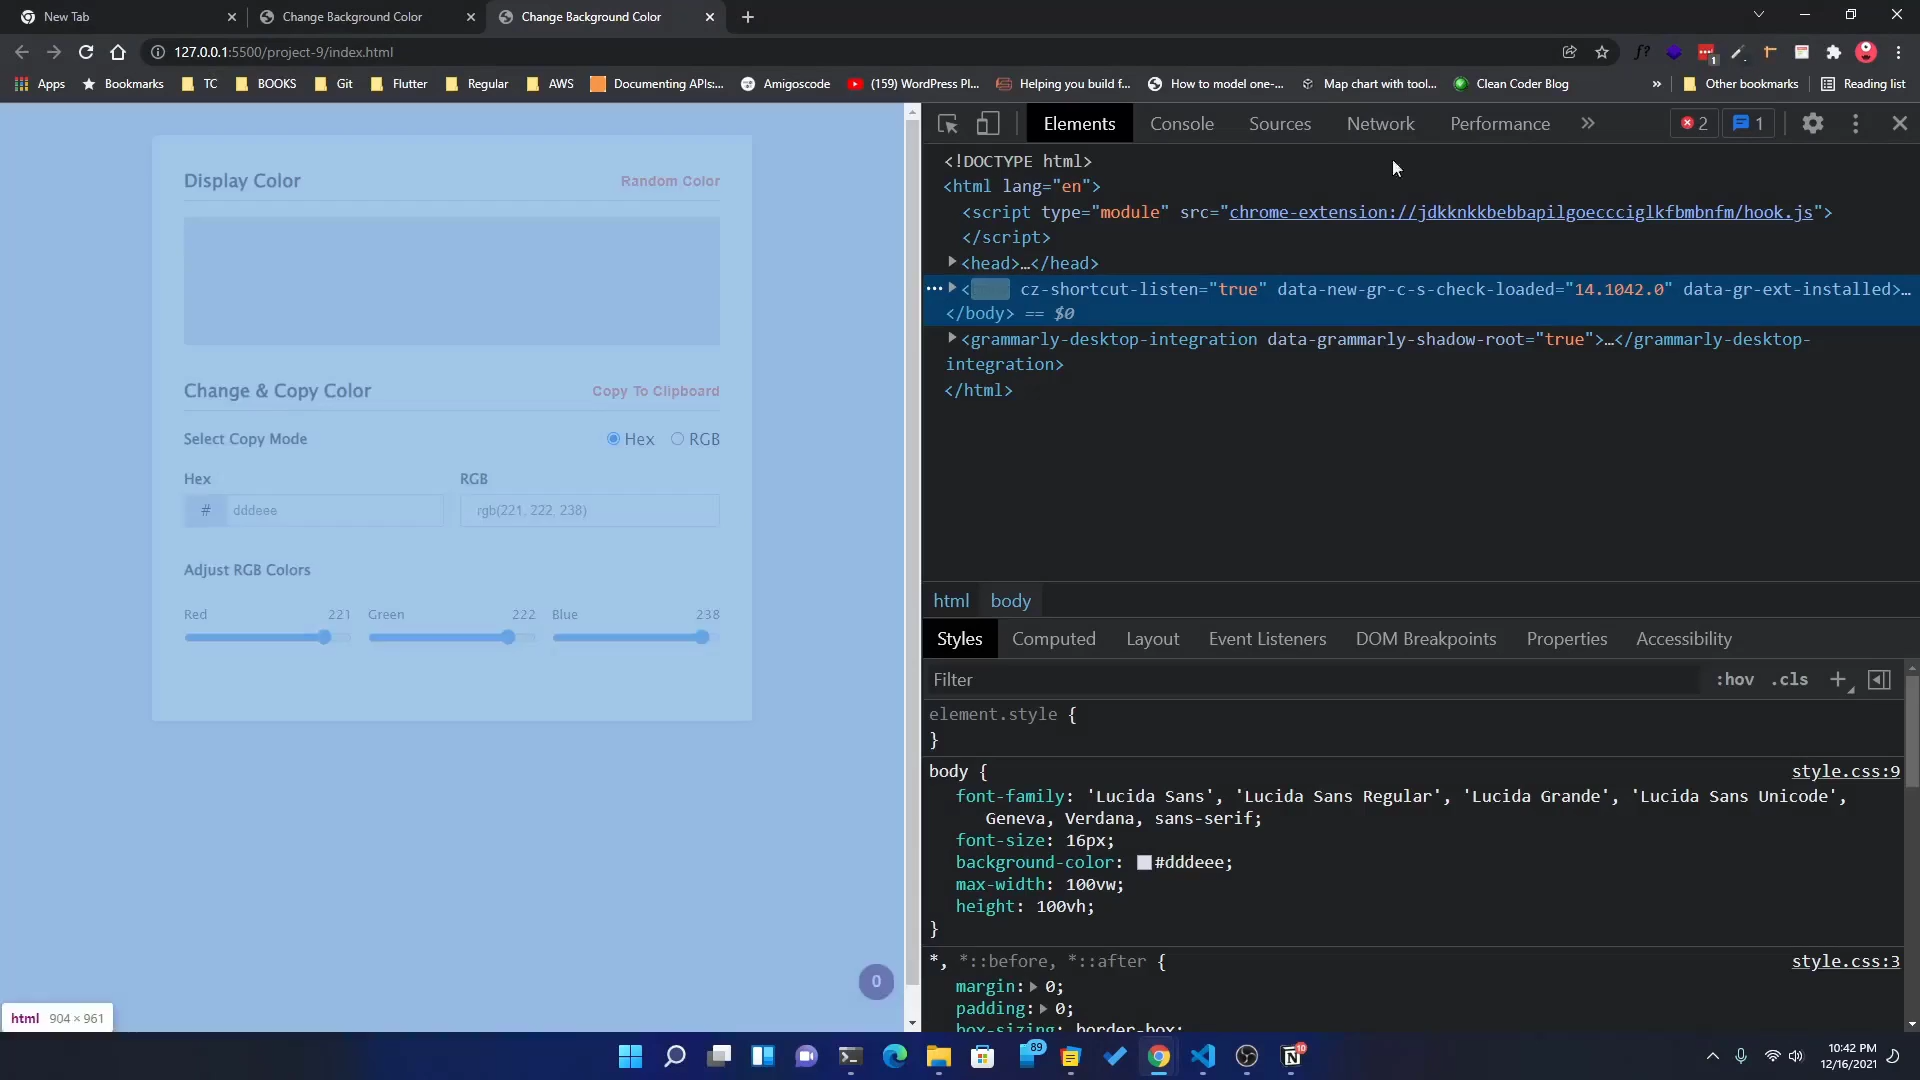 New Tab
Change Background Color
Change Background Color
127.0.0.1:5500/project-9/index.html
f?
1
Apps
Bookmarks
TC
BOOKS
Git
Flutter
Regular
AWS
Documenting APIs:...
Amigoscode
(159) WordPress Pl...
Helping you build f...
How to model one-...
Map chart with tool...
Clean Coder Blog
»
Other bookmarks
Reading list
Display Color
Random Color
Change & Copy Color
Copy To Clipboard
Select Copy Mode
Hex
RGB
Hex
RGB
#
dddeee
rgb(221, 222, 238)
Adjust RGB Colors
Red
221
Green
222
Blue
238
0
html 904 × 961
Elements
Console
Sources
Network
Performance
»
2
1
<!DOCTYPE html>
<html lang="en">
<script type="module" src="chrome-extension://jdkknkkbebbapilgoeccciglkfbmbnfm/hook.js">
</script>
<head>…</head>
< cz-shortcut-listen="true" data-new-gr-c-s-check-loaded="14.1042.0" data-gr-ext-installed>…
</body> == $0
<grammarly-desktop-integration data-grammarly-shadow-root="true">…</grammarly-desktop-
integration>
</html>
html
body
Styles
Computed
Layout
Event Listeners
DOM Breakpoints
Properties
Accessibility
Filter
:hov
.cls
+
element.style {
}
body {
style.css:9
font-family: 'Lucida Sans', 'Lucida Sans Regular', 'Lucida Grande', 'Lucida Sans Unicode',
Geneva, Verdana, sans-serif;
font-size: 16px;
background-color: #dddeee;
max-width: 100vw;
height: 100vh;
}
*, *::before, *::after {
style.css:3
margin: 0;
padding: 0;
box-sizing: border-box;
89
10
10:42 PM
12/16/2021